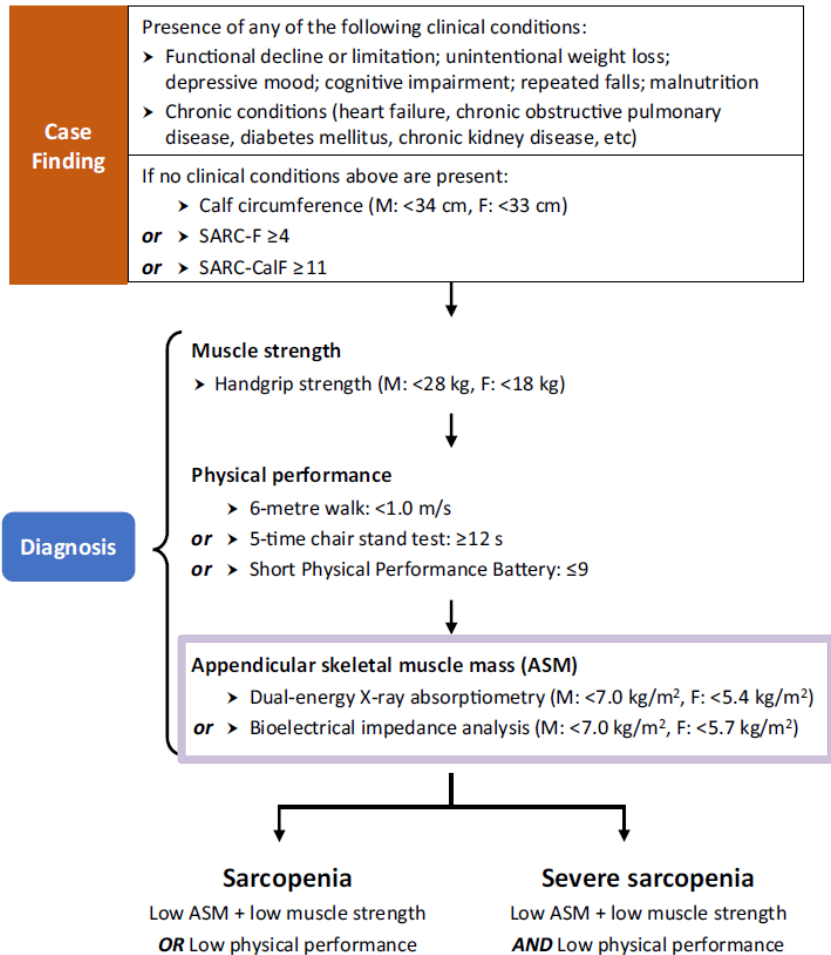 Case
Finding
Presence of any of the following clinical conditions:
➤ Functional decline or limitation; unintentional weight loss;
depressive mood; cognitive impairment; repeated falls; malnutrition
➤ Chronic conditions (heart failure, chronic obstructive pulmonary
disease, diabetes mellitus, chronic kidney disease, etc)
If no clinical conditions above are present:
➤ Calf circumference (M: <34 cm, F: <33 cm)
or ➤ SARC-F ≥4
or ➤ SARC-CalF ≥11
Diagnosis
Muscle strength
➤ Handgrip strength (M: <28 kg, F: <18 kg)
Physical performance
➤ 6-metre walk: <1.0 m/s
or ➤ 5-time chair stand test: ≥12 s
or ➤ Short Physical Performance Battery: ≤9
Appendicular skeletal muscle mass (ASM)
➤ Dual-energy X-ray absorptiometry (M: <7.0 kg/m², F: <5.4 kg/m²)
or ➤ Bioelectrical impedance analysis (M: <7.0 kg/m², F: <5.7 kg/m²)
Sarcopenia
Low ASM + low muscle strength
OR Low physical performance
Severe sarcopenia
Low ASM + low muscle strength
AND Low physical performance